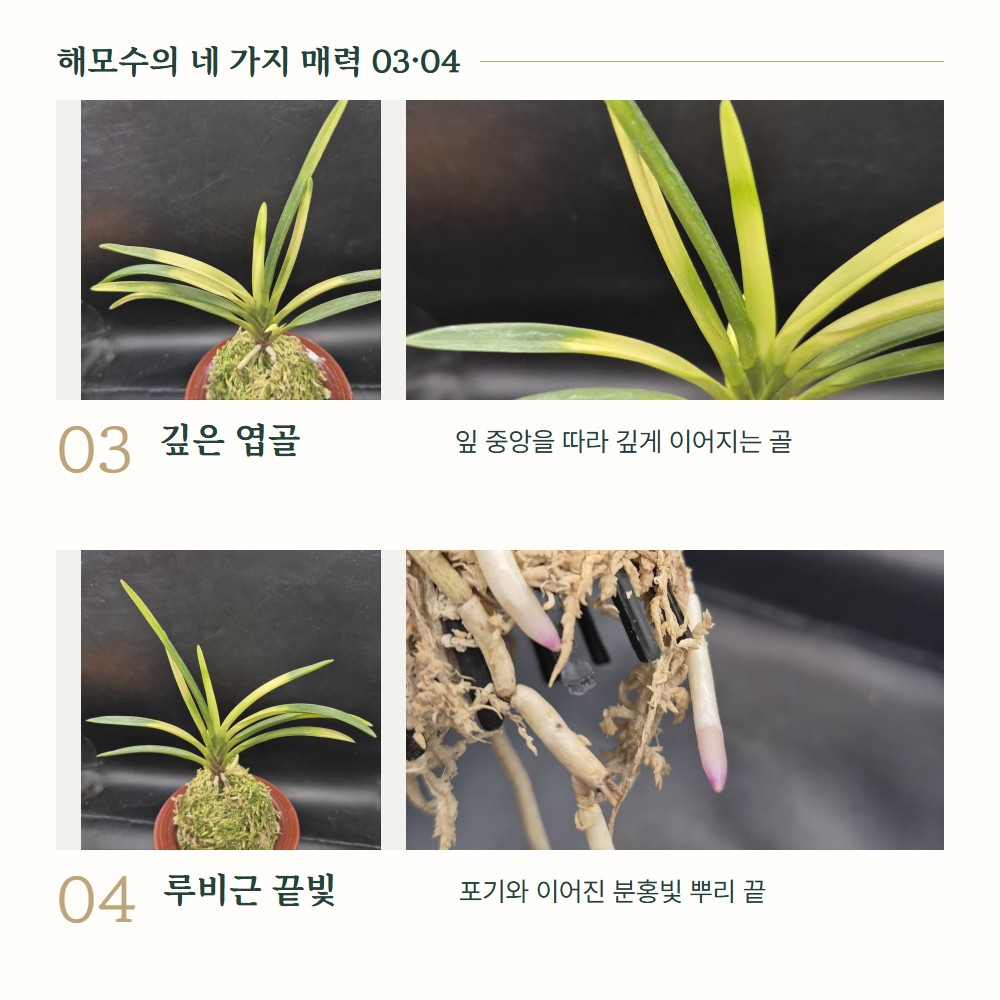 해모수의 네 가지 매력 03·04
03 깊은 엽골 잎 중앙을 따라 깊게 이어지는 골
04 루비근 끝빛 포기와 이어진 분홍빛 뿌리 끝